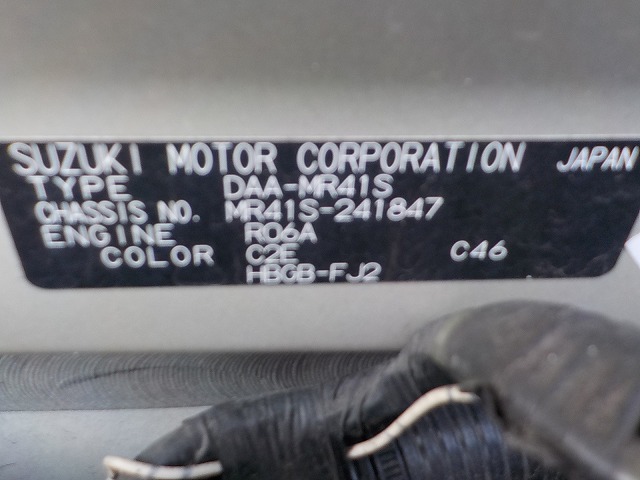 SUZUKI MOTOR CORPORATION JAPAN
TYPE DAA-MR41S
CHASSIS NO. MR41S-241847
ENGINE R06A
COLOR C2E C46
HBGB-FJ2